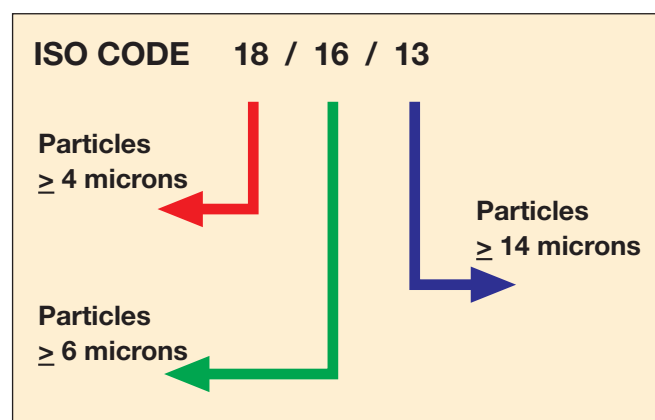 ISO CODE 18 / 16 / 13
Particles
≥ 4 microns
Particles
≥ 14 microns
Particles
≥ 6 microns